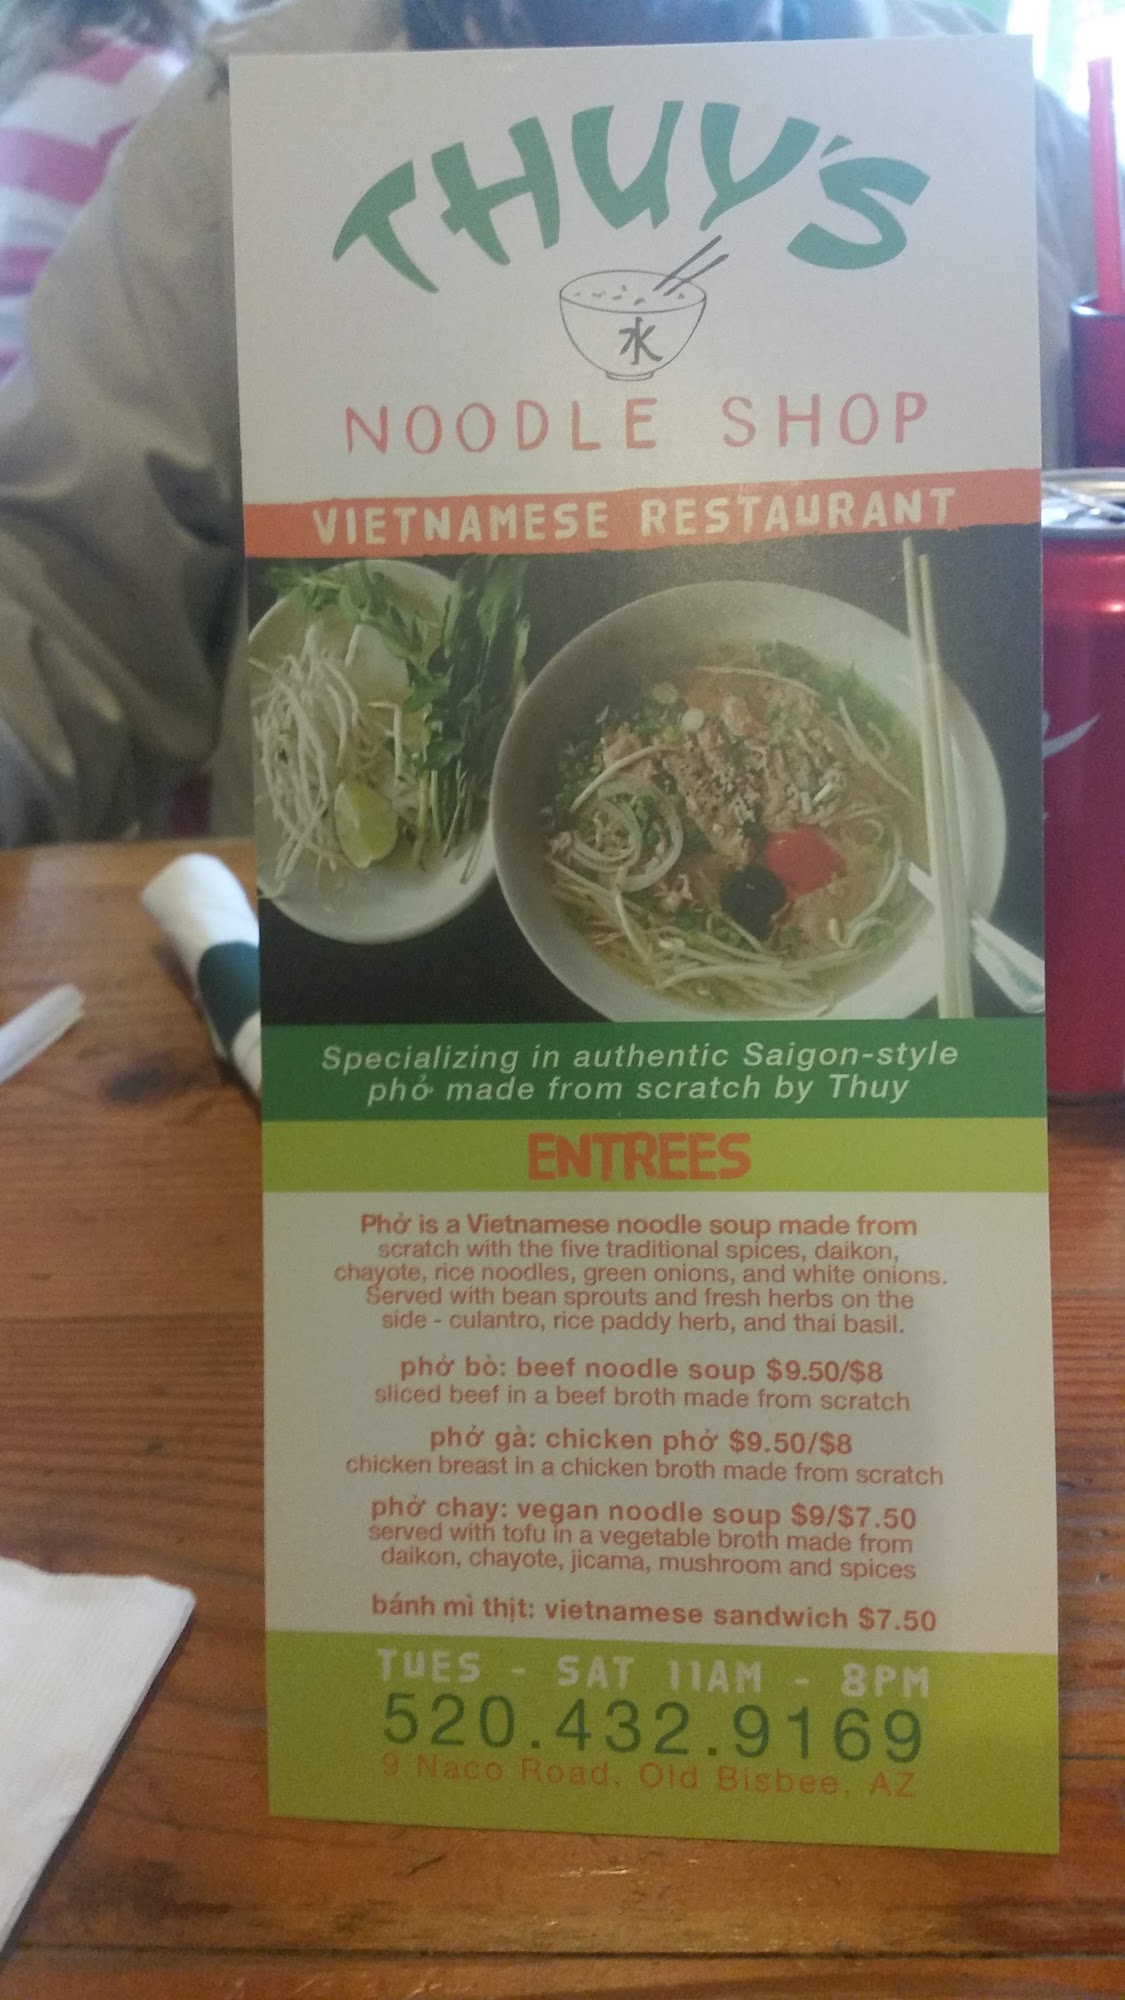 THUY'S
水
NOODLE SHOP
VIETNAMESE RESTAURANT
Specializing in authentic Saigon-style
phở made from scratch by Thuy
ENTREES
Phở is a Vietnamese noodle soup made from
scratch with the five traditional spices, daikon,
chayote, rice noodles, green onions, and white onions.
Served with bean sprouts and fresh herbs on the
side - culantro, rice paddy herb, and thai basil.
phở bò: beef noodle soup $9.50/$8
sliced beef in a beef broth made from scratch
phở gà: chicken phở $9.50/$8
chicken breast in a chicken broth made from scratch
phở chay: vegan noodle soup $9/$7.50
served with tofu in a vegetable broth made from
daikon, chayote, jicama, mushroom and spices
bánh mì thịt: vietnamese sandwich $7.50
TUES - SAT 11AM - 8PM
520.432.9169
9 Naco Road, Old Bisbee, AZ